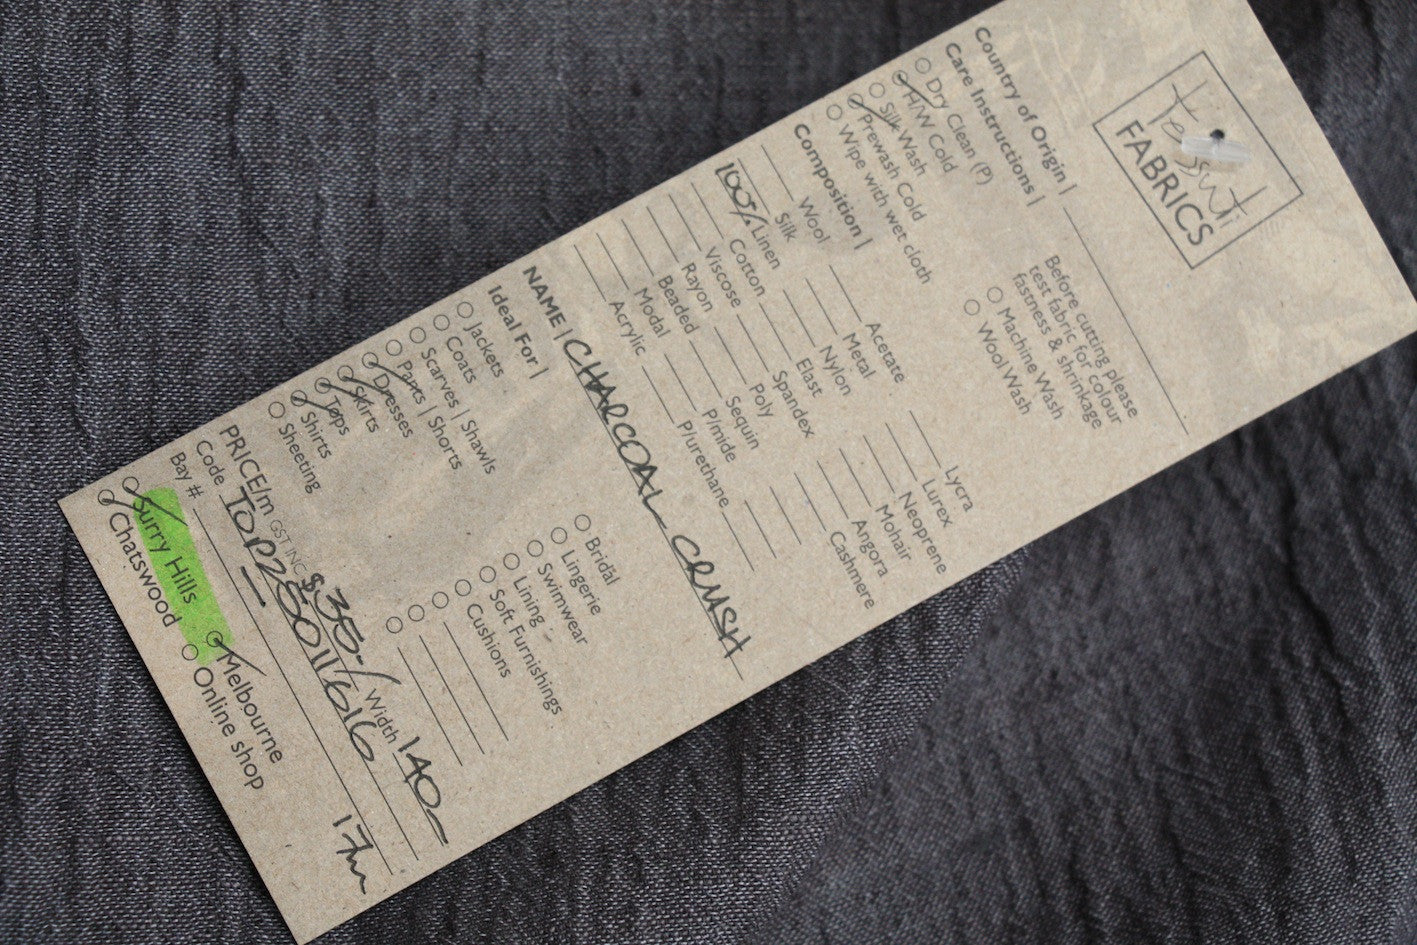 Tessuti
FABRICS
Country of Origin |
Care Instructions |
Dry Clean (P)
H/W Cold
Silk Wash
Prewash Cold
Wipe with wet cloth
Before cutting please
test fabric for colour
fastness & shrinkage
Machine Wash
Wool Wash
Composition |
Wool Acetate Lycra
Silk Metal Lurex
100% Linen Nylon Neoprene
Cotton Elast Mohair
Viscose Spandex Angora
Rayon Poly Cashmere
Beaded Sequin
Modal P/mide
Acrylic P/urethane
NAME | CHARCOAL CRUSH
Ideal For |
Jackets Bridal
Coats Lingerie
Scarves | Shawls Swimwear
Pants | Shorts Lining
Dresses Soft Furnishings
Skirts Cushions
Tops
Shirts
Sheeting
PRICE/m GST INC $35-/ Width 140
Code
Bay # 17m
Surry Hills Melbourne
Chatswood Online shop